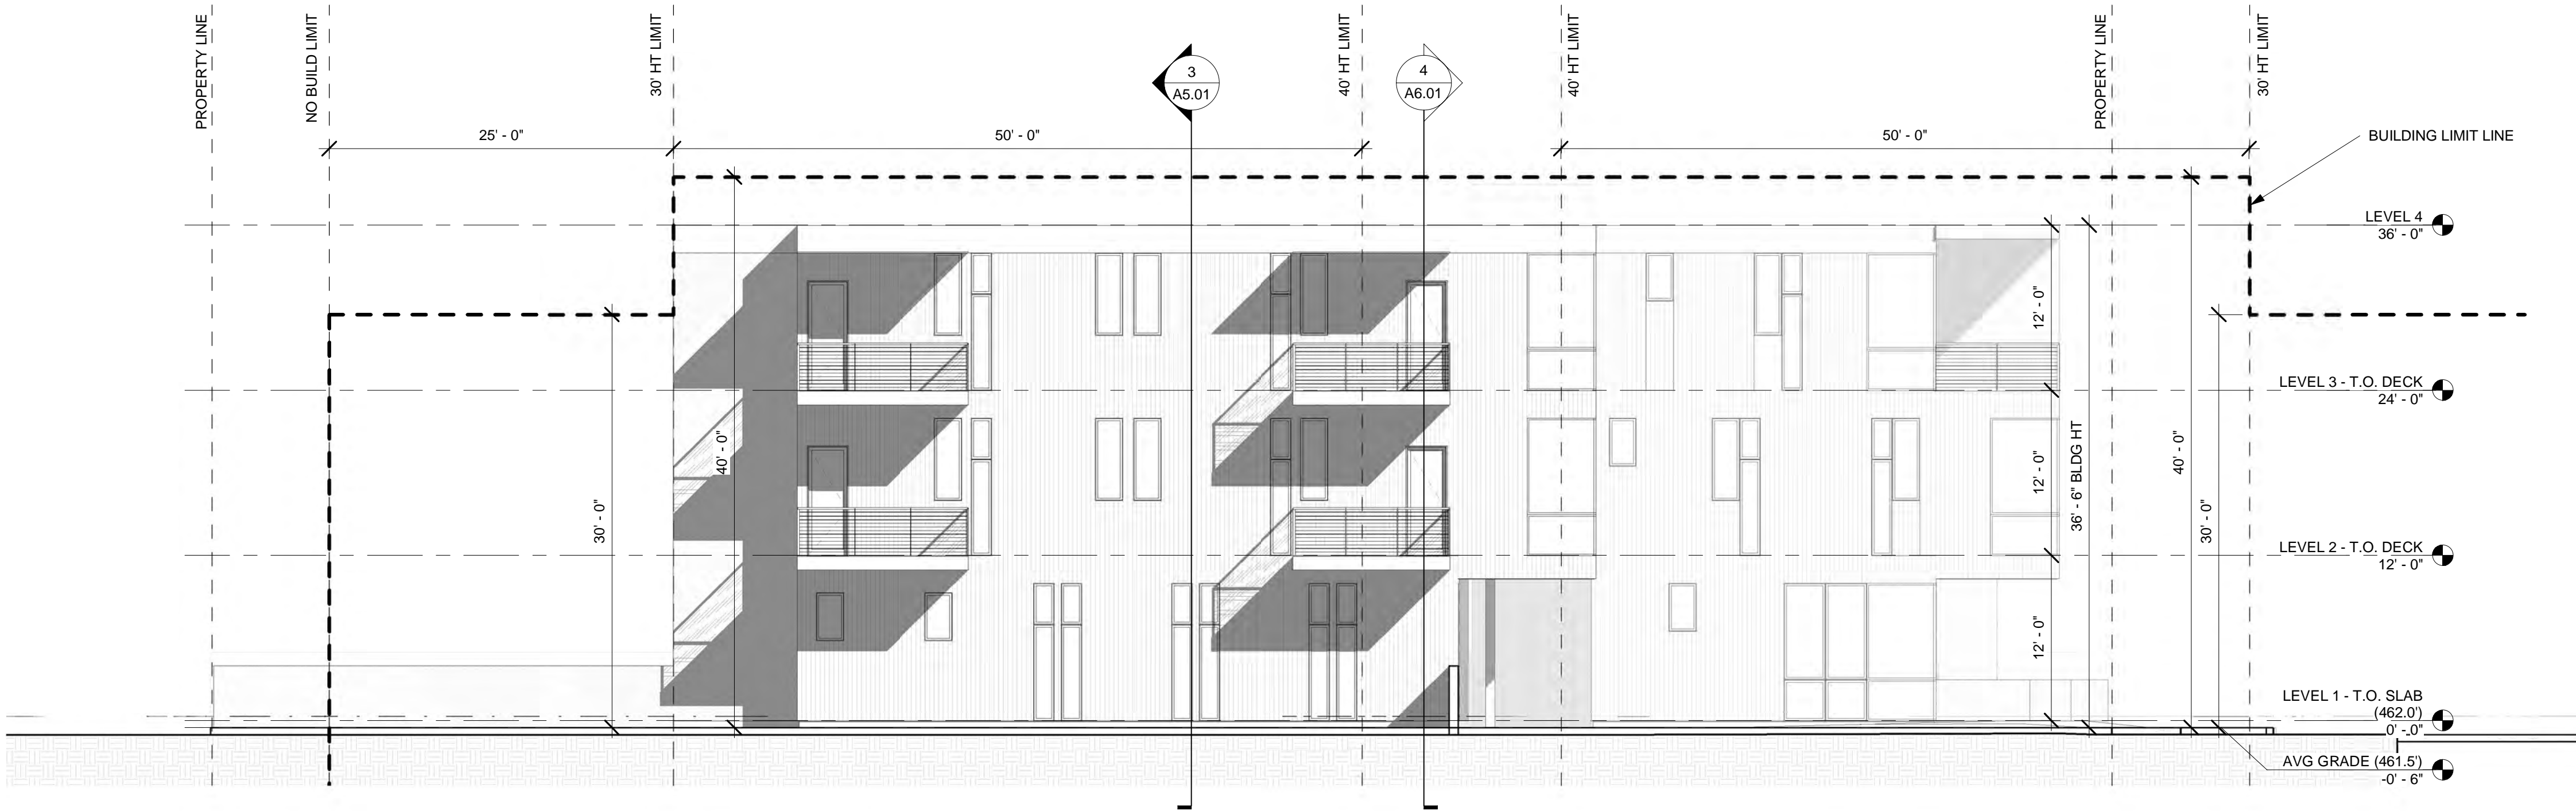 PROPERTY LINE
NO BUILD LIMIT
30' HT LIMIT
40' HT LIMIT
40' HT LIMIT
PROPERTY LINE
30' HT LIMIT
3
A5.01
4
A6.01
25' - 0"
50' - 0"
50' - 0"
BUILDING LIMIT LINE
LEVEL 4
36' - 0"
LEVEL 3 - T.O. DECK
24' - 0"
LEVEL 2 - T.O. DECK
12' - 0"
LEVEL 1 - T.O. SLAB
(462.0')
0' - 0"
AVG GRADE (461.5')
-0' - 6"
30' - 0"
40' - 0"
12' - 0"
12' - 0"
12' - 0"
36' - 6" BLDG HT
40' - 0"
30' - 0"